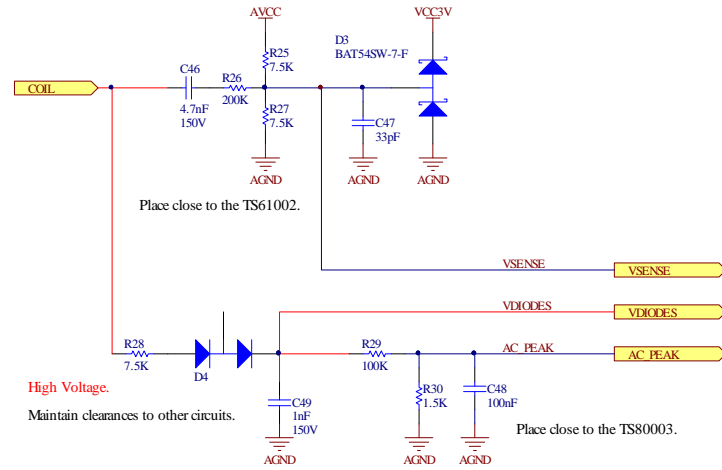 AVCC
VCC3V
D3
BAT54SW-7-F
R25
7.5K
COIL
C46
4.7nF
150V
R26
200K
R27
7.5K
C47
33pF
AGND
AGND
AGND
Place close to the TS61002.
VSENSE
VSENSE
VDIODES
VDIODES
R28
7.5K
D4
R29
100K
AC_PEAK
AC_PEAK
High Voltage.
Maintain clearances to other circuits.
C49
1nF
150V
R30
1.5K
C48
100nF
Place close to the TS80003.
AGND
AGND
AGND